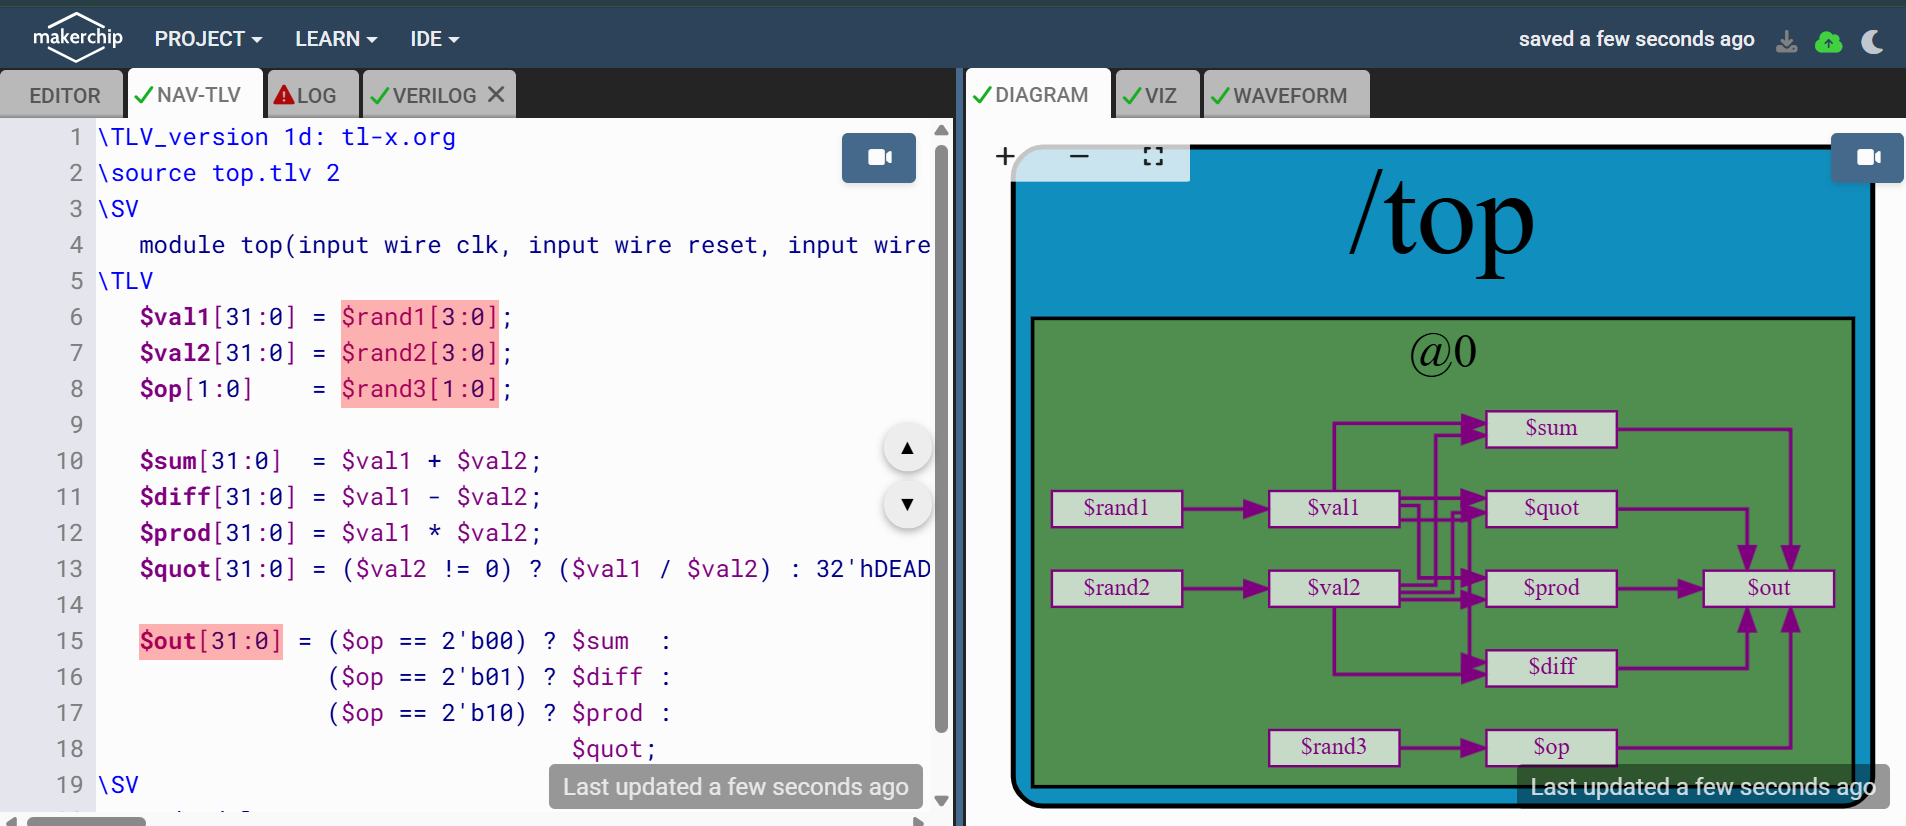 makerchip PROJECT LEARN IDE saved a few seconds ago
EDITOR NAV-TLV LOG VERILOG DIAGRAM VIZ WAVEFORM
1 \TLV_version 1d: tl-x.org
2 \source top.tlv 2
3 \SV
4 module top(input wire clk, input wire reset, input wire
5 \TLV
6 $val1[31:0] = $rand1[3:0];
7 $val2[31:0] = $rand2[3:0];
8 $op[1:0] = $rand3[1:0];
9
10 $sum[31:0] = $val1 + $val2;
11 $diff[31:0] = $val1 - $val2;
12 $prod[31:0] = $val1 * $val2;
13 $quot[31:0] = ($val2 != 0) ? ($val1 / $val2) : 32'hDEAD
14
15 $out[31:0] = ($op == 2'b00) ? $sum :
16 ($op == 2'b01) ? $diff :
17 ($op == 2'b10) ? $prod :
18 $quot;
19 \SV
Last updated a few seconds ago
/top
@0
$sum
$rand1 $val1 $quot
$rand2 $val2 $prod $out
$diff
$rand3 $op
Last updated a few seconds ago